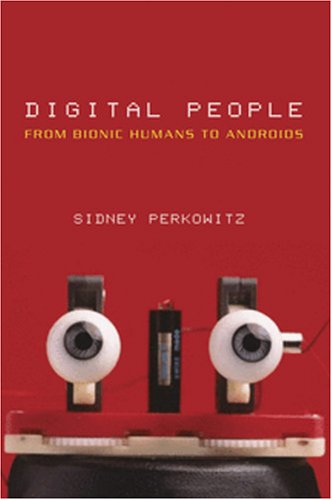 DIGITAL PEOPLE
FROM BIONIC HUMANS TO ANDROIDS
SIDNEY PERKOWITZ